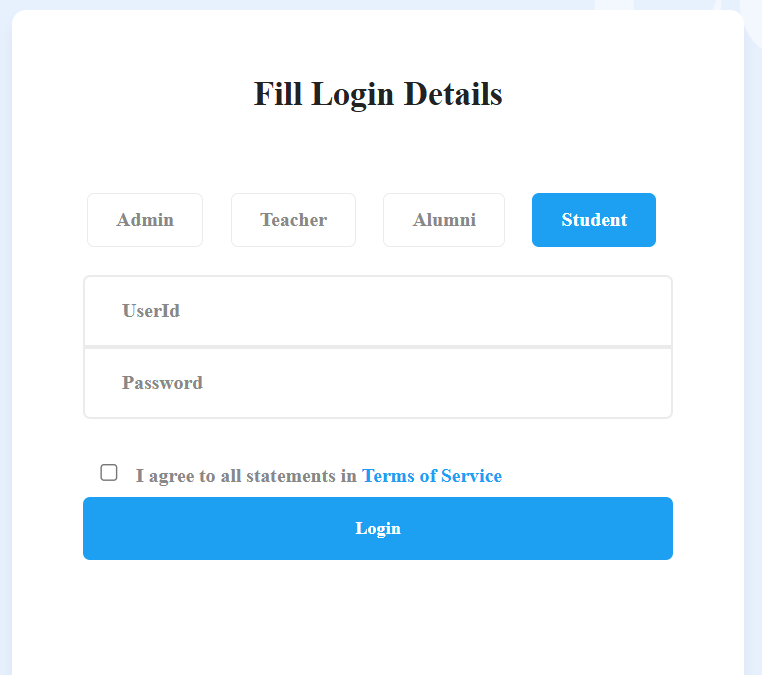 Fill Login Details
Admin Teacher Alumni Student
UserId
Password
I agree to all statements in Terms of Service
Login